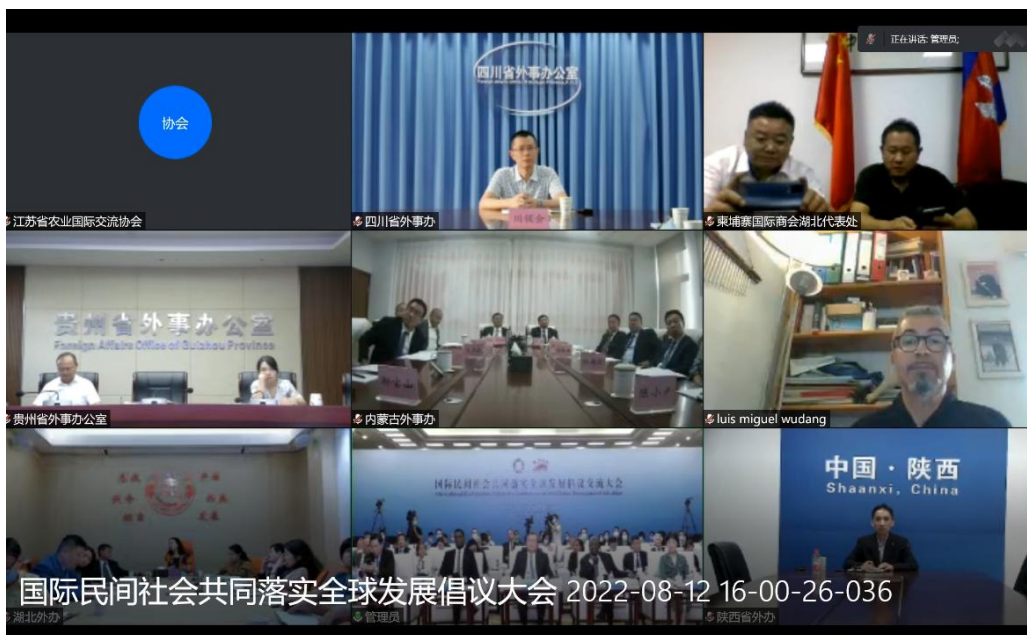 正在讲话: 管理员;
协会
江苏省农业国际交流协会
四川省外事办公室
四川省外事办
柬埔寨国际商会湖北代表处
贵州省外事办公室
Foreign Affairs Office of Guizhou Province
贵州省外事办公室
内蒙古外事办
luis miguel wudang
国际民间社会共同落实全球发展倡议交流大会
中国·陕西
Shaanxi, China
国际民间社会共同落实全球发展倡议大会 2022-08-12 16-00-26-036
湖北外办
管理员
陕西省外办